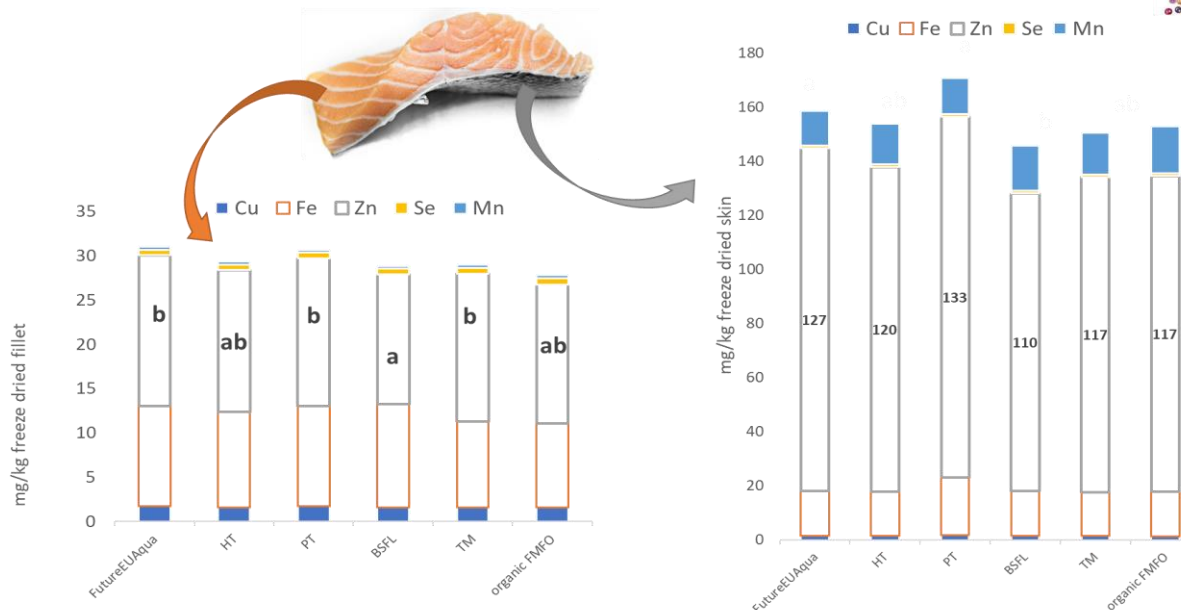 Cu Fe Zn Se Mn
mg/kg freeze dried fillet
35
30
25
20
15
10
5
0
b
ab
b
a
b
ab
FutureEUAqua
HT
PT
BSFL
TM
organic FMFO
Cu Fe Zn Se Mn
mg/kg freeze dried skin
180
160
140
120
100
80
60
40
20
0
a
ab
a
b
ab
127
120
133
110
117
117
FutureEUAqua
HT
PT
BSFL
TM
organic FMFO